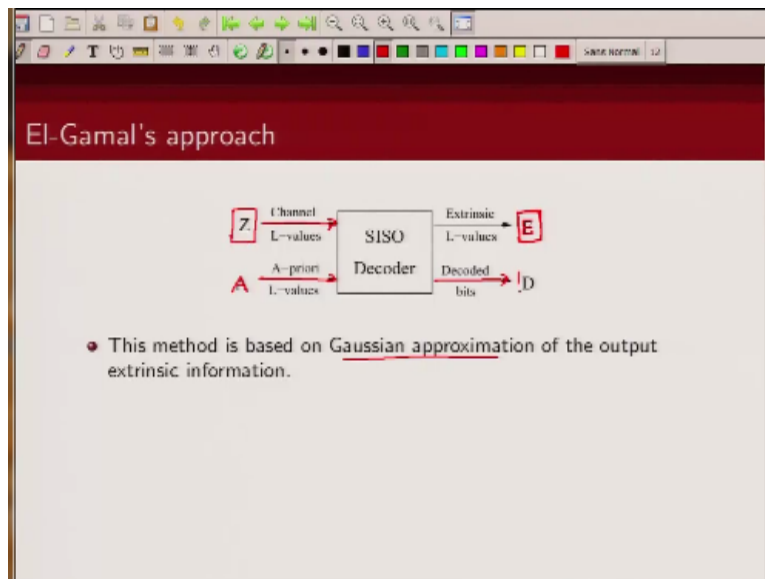 T
Sans Normal 12
El-Gamal's approach
Z Channel L-values
A A-priori L-values
SISO
Decoder
Extrinsic L-values E
Decoded bits D
This method is based on Gaussian approximation of the output
extrinsic information.